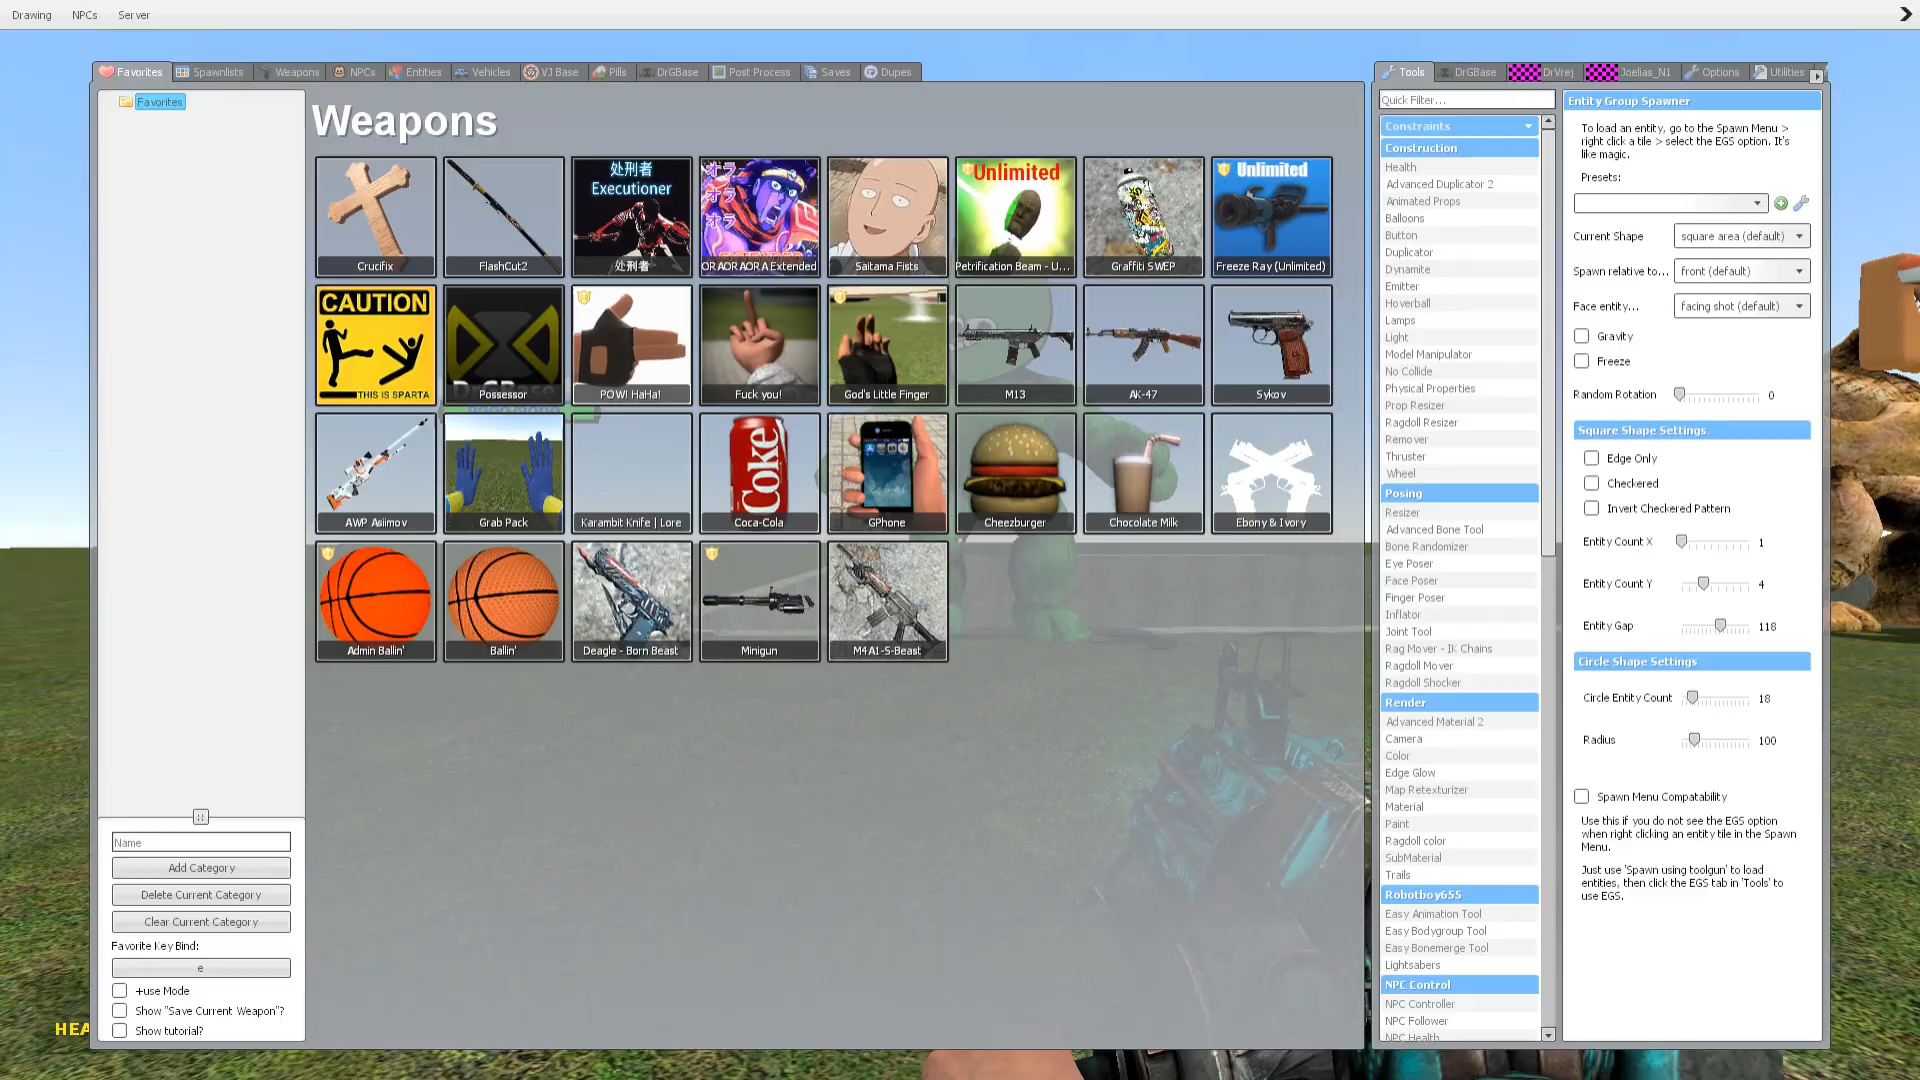 Drawing NPCs Server
Favorites Spawnlists Weapons NPCs Entities Vehicles VJ Base Pills DrGBase Post Process Saves Dupes
Favorites
Weapons
处刑者
Executioner
オラ
オラ
オラ
Unlimited
Unlimited
Crucifix
FlashCut2
处刑者
ORAORAORA Extended
Saitama Fists
Petrification Beam - U...
Graffiti SWEP
Freeze Ray (Unlimited)
CAUTION
THIS IS SPARTA
Possessor
POW! HaHa!
Fuck you!
God's Little Finger
M13
AK-47
Sykov
Coke
AWP Asiimov
Grab Pack
Karambit Knife | Lore
Coca-Cola
GPhone
Cheezburger
Chocolate Milk
Ebony & Ivory
Admin Ballin'
Ballin'
Deagle - Born Beast
Minigun
M4A1-S-Beast
Name
Add Category
Delete Current Category
Clear Current Category
Favorite Key Bind:
e
+use Mode
Show "Save Current Weapon"?
Show tutorial?
HEA
Tools DrGBase DrVrej Joelias_N1 Options Utilities
Quick Filter...
Constraints
Construction
Health
Advanced Duplicator 2
Animated Props
Balloons
Button
Duplicator
Dynamite
Emitter
Hoverball
Lamps
Light
Model Manipulator
No Collide
Physical Properties
Prop Resizer
Ragdoll Resizer
Remover
Thruster
Wheel
Posing
Resizer
Advanced Bone Tool
Bone Randomizer
Eye Poser
Face Poser
Finger Poser
Inflator
Joint Tool
Rag Mover - IK Chains
Ragdoll Mover
Ragdoll Shocker
Render
Advanced Material 2
Camera
Color
Edge Glow
Map Retexturizer
Material
Paint
Ragdoll color
SubMaterial
Trails
Robotboy655
Easy Animation Tool
Easy Bodygroup Tool
Easy Bonemerge Tool
Lightsabers
NPC Control
NPC Controller
NPC Follower
NPC Health
Entity Group Spawner
To load an entity, go to the Spawn Menu >
right click a tile > select the EGS option. It's
like magic.
Presets:
Current Shape square area (default)
Spawn relative to... front (default)
Face entity... facing shot (default)
Gravity
Freeze
Random Rotation 0
Square Shape Settings
Edge Only
Checkered
Invert Checkered Pattern
Entity Count X 1
Entity Count Y 4
Entity Gap 118
Circle Shape Settings
Circle Entity Count 18
Radius 100
Spawn Menu Compatability
Use this if you do not see the EGS option
when right clicking an entity tile in the Spawn
Menu.
Just use 'Spawn using toolgun' to load
entities, then click the EGS tab in 'Tools' to
use EGS.